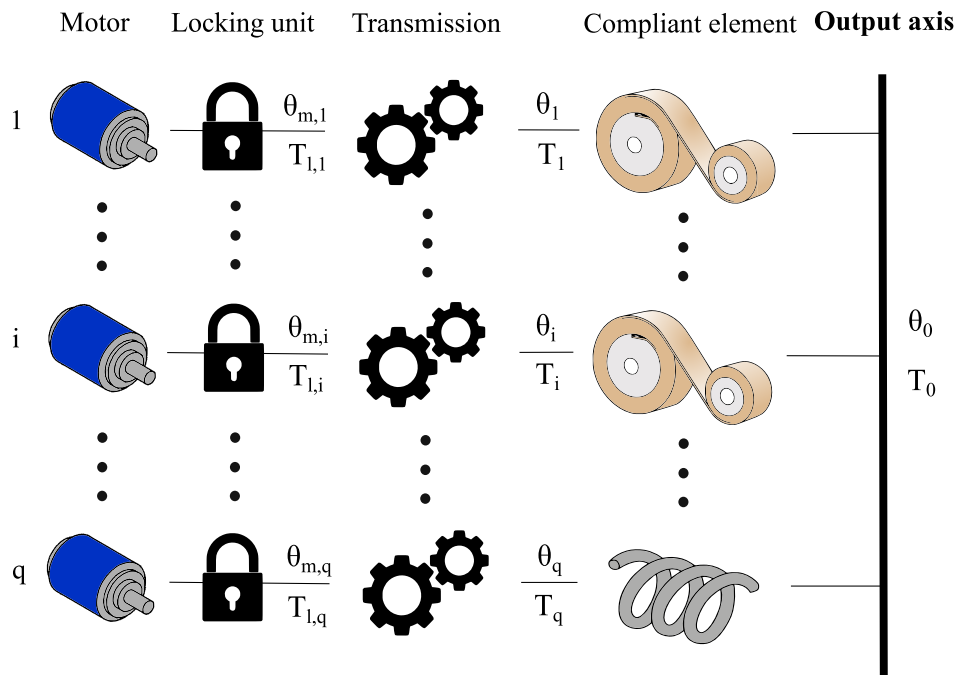 Motor Locking unit Transmission Compliant element Output axis
1
θm,1
Tl,1
θ1
T1
i
θm,i
Tl,i
θi
Ti
θ0
T0
q
θm,q
Tl,q
θq
Tq